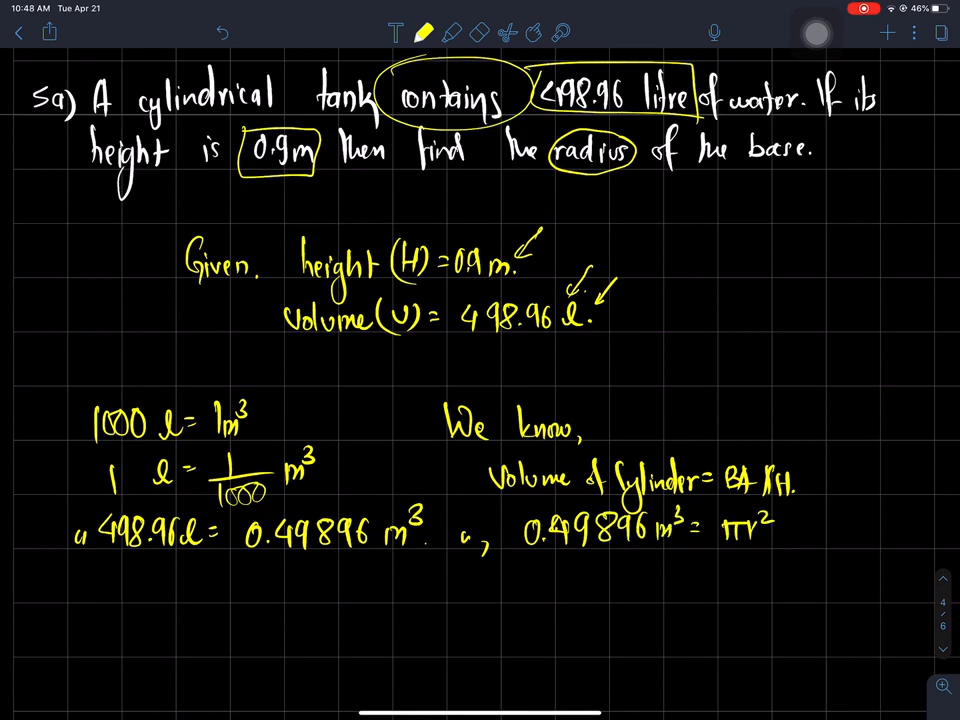 10:48 AM Tue Apr 21
46%
5a) A cylindrical tank contains 498.96 litre of water. If its
height is 0.9m then find the radius of the base.
Given. height (H) = 0.9 m.
Volume (V) = 498.96 l.
1000 l = 1m³
1 l = 1/1000 m³
498.96l = 0.49896 m³.
We know,
Volume of Cylinder = BA × H.
or, 0.49896 m³ = πr²
4
/
6